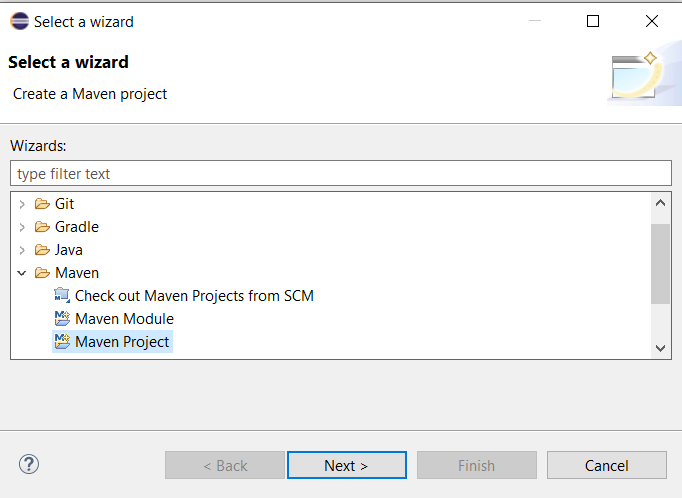 Select a wizard
Select a wizard
Create a Maven project
Wizards:
type filter text
Git
Gradle
Java
Maven
Check out Maven Projects from SCM
Maven Module
Maven Project
? < Back Next > Finish Cancel